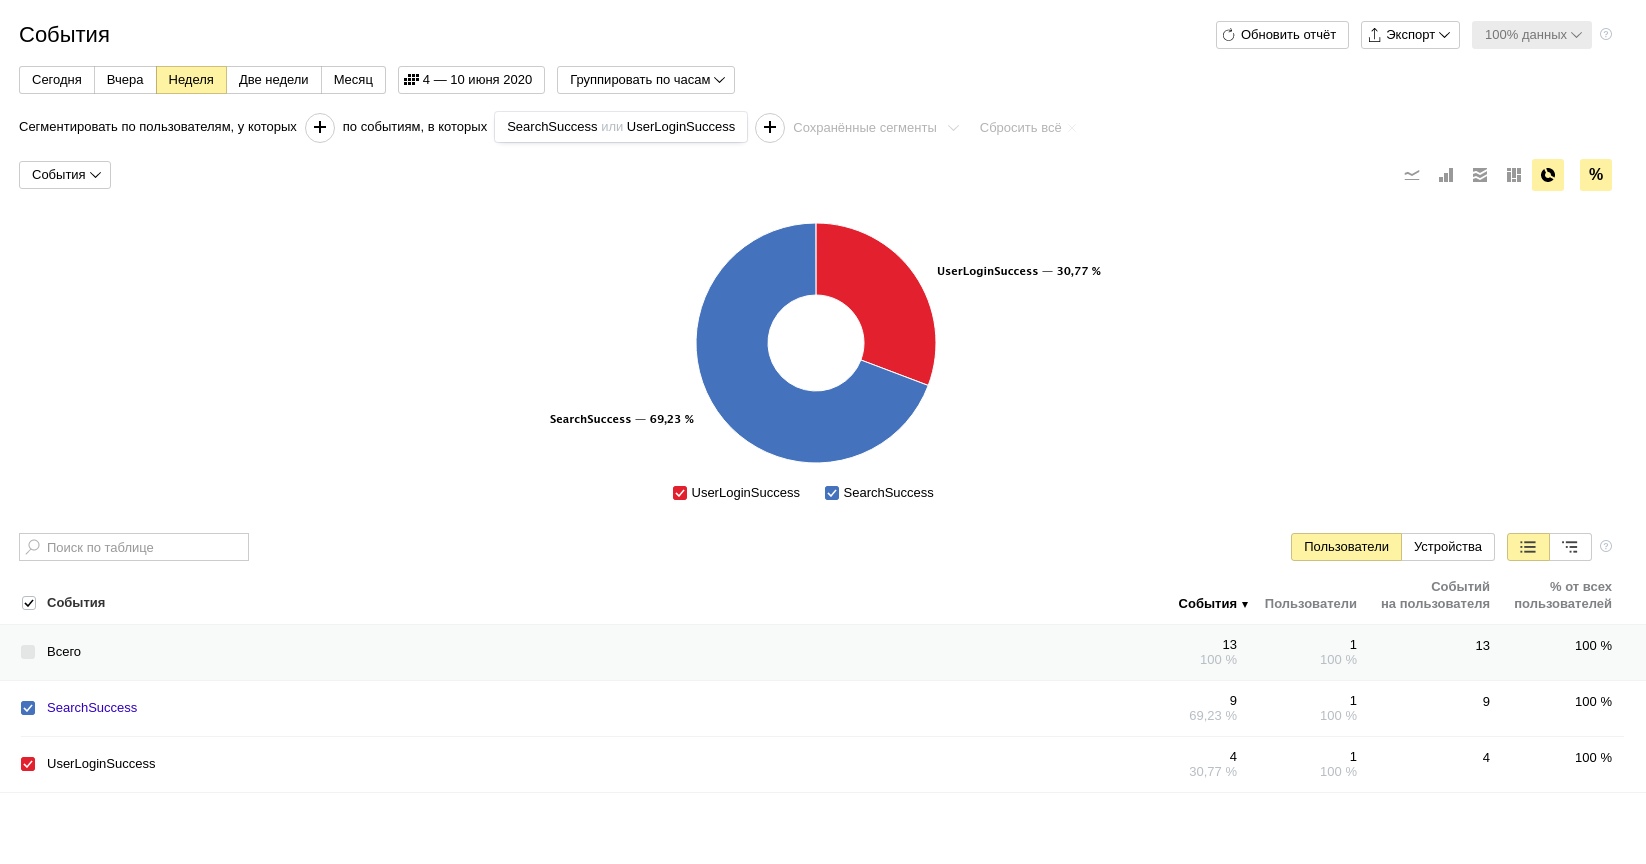 События
Обновить отчёт
Экспорт
100% данных
Сегодня Вчера Неделя Две недели Месяц 4 — 10 июня 2020 Группировать по часам
Сегментировать по пользователям, у которых + по событиям, в которых SearchSuccess или UserLoginSuccess + Сохранённые сегменты Сбросить всё ×
События
%
UserLoginSuccess — 30,77 %
SearchSuccess — 69,23 %
UserLoginSuccess SearchSuccess
Поиск по таблице
Пользователи Устройства
События События ▼ Пользователи Событий на пользователя % от всех пользователей
Всего 13 1 13 100 %
100 % 100 %
SearchSuccess 9 1 9 100 %
69,23 % 100 %
UserLoginSuccess 4 1 4 100 %
30,77 % 100 %